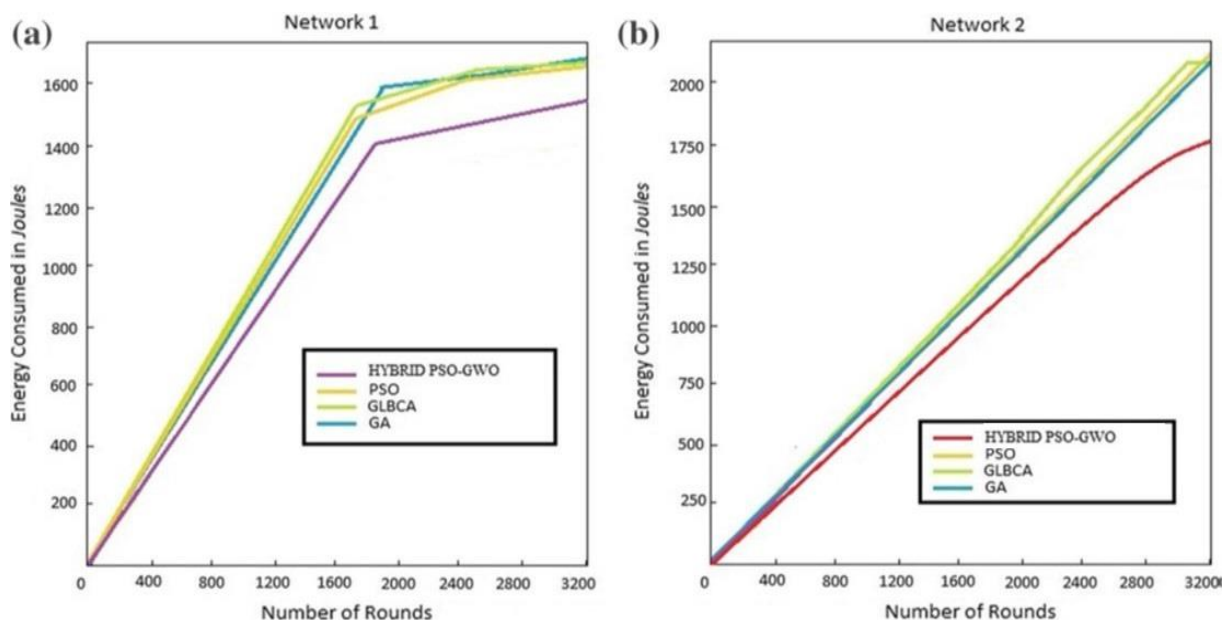 (a)
Network 1
Energy Consumed in Joules
1600
1400
1200
1000
800
600
400
200
HYBRID PSO-GWO
PSO
GLBCA
GA
0 400 800 1200 1600 2000 2400 2800 3200
Number of Rounds
(b)
Network 2
Energy Consumed in Joules
2000
1750
1500
1250
1000
750
500
250
HYBRID PSO-GWO
PSO
GLBCA
GA
0 400 800 1200 1600 2000 2400 2800 3200
Number of Rounds